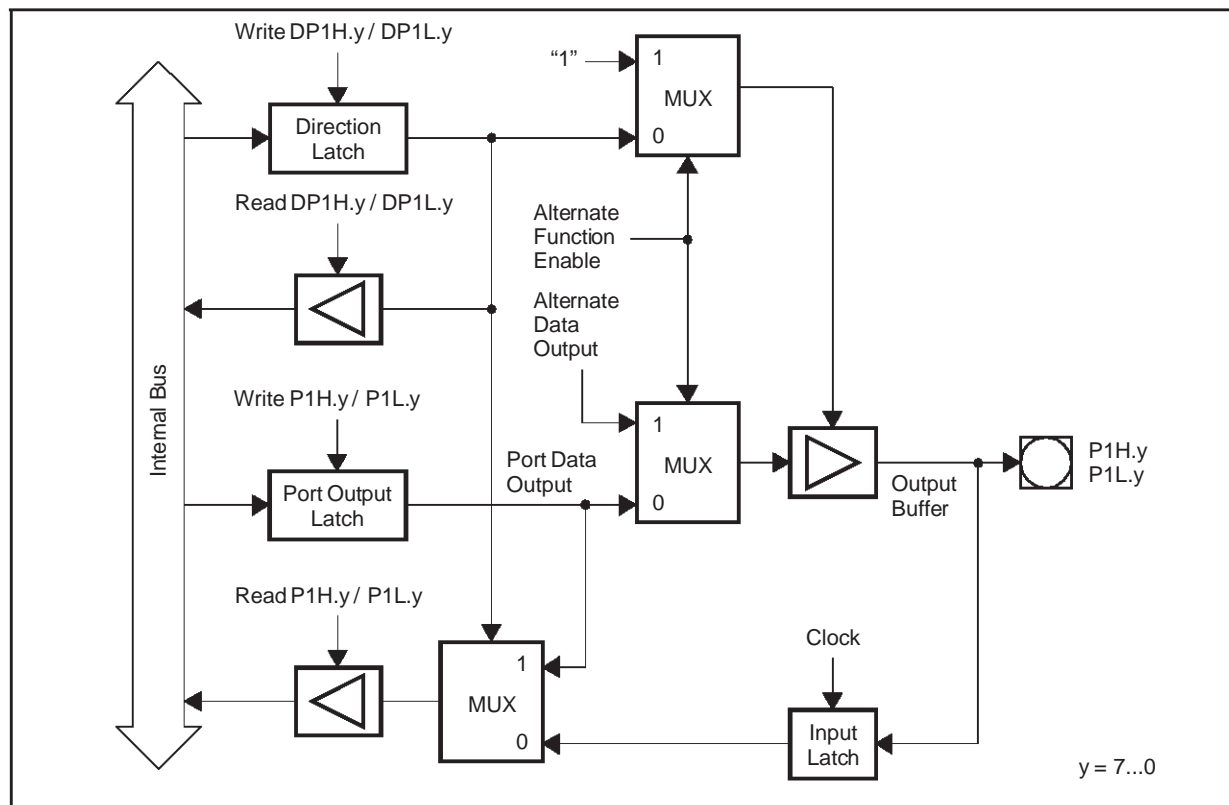 Write DP1H.y / DP1L.y
“1”
1
MUX
0
Direction
Latch
Read DP1H.y / DP1L.y
Alternate
Function
Enable
Alternate
Data
Output
Internal Bus
Write P1H.y / P1L.y
1
MUX
0
Port Data
Output
Port Output
Latch
Output
Buffer
P1H.y
P1L.y
Read P1H.y / P1L.y
1
MUX
0
Clock
Input
Latch
y = 7...0